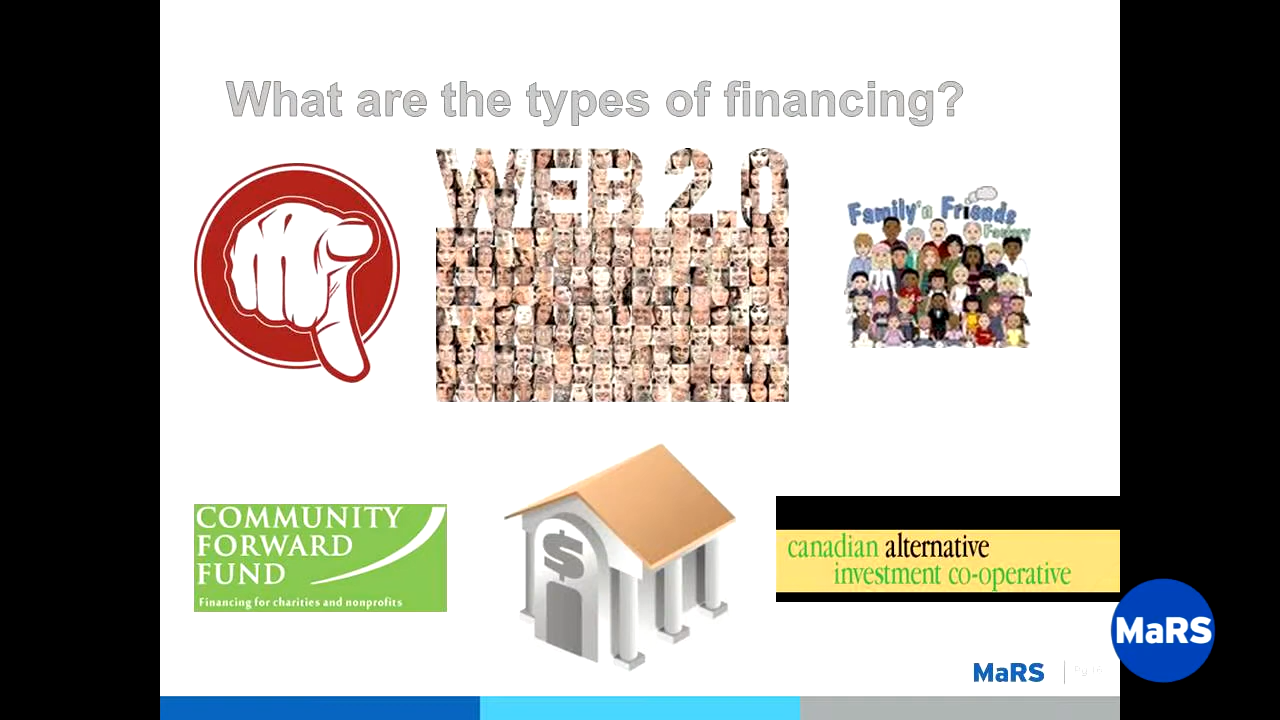 What are the types of financing?
WEB 2.0
Family'n Friends
Factory
COMMUNITY
FORWARD
FUND
Financing for charities and nonprofits
$
canadian alternative
investment co-operative
MaRS
MaRS